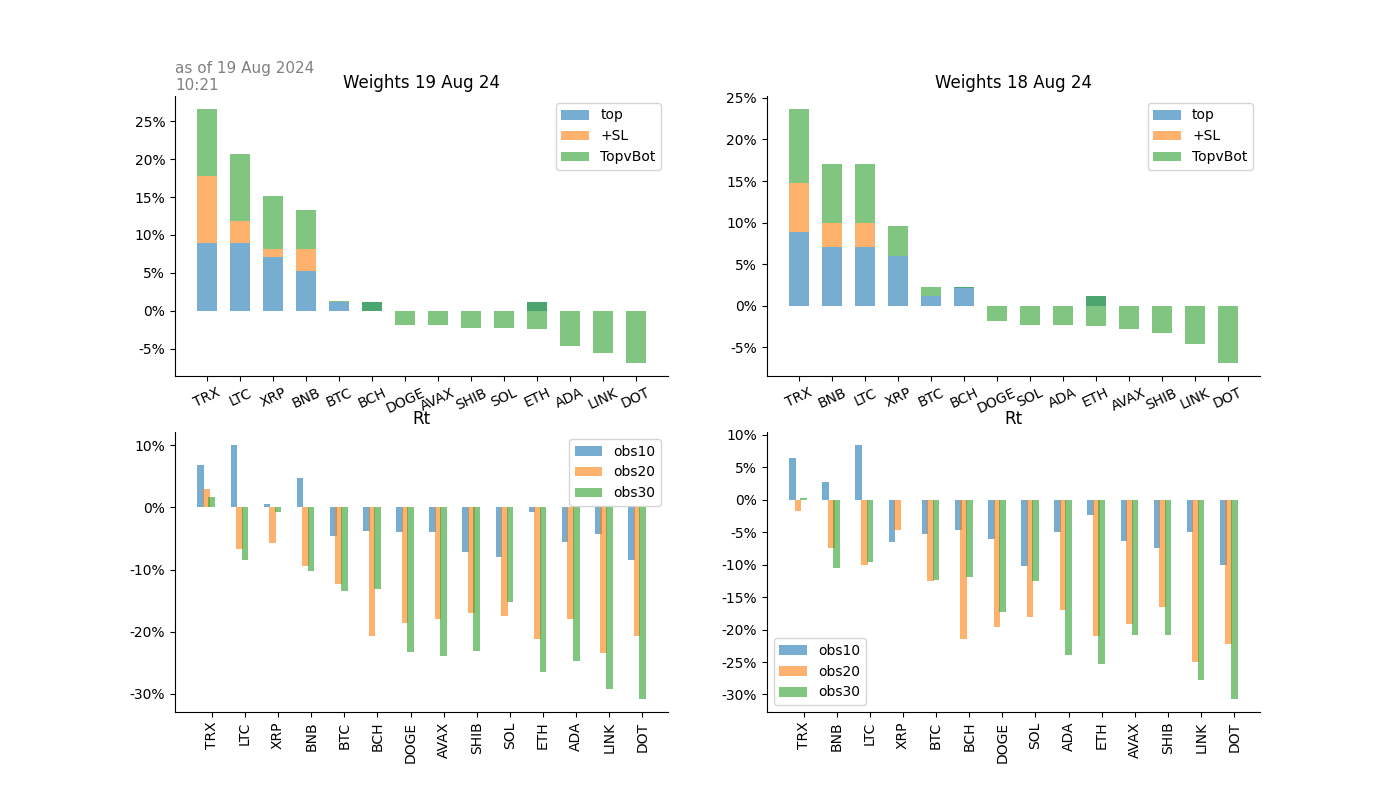 as of 19 Aug 2024
10:21
Weights 19 Aug 24
25%
20%
15%
10%
5%
0%
-5%
top
+SL
TopvBot
TRX LTC XRP BNB BTC BCH DOGE AVAX SHIB SOL ETH ADA LINK DOT
Weights 18 Aug 24
25%
20%
15%
10%
5%
0%
-5%
top
+SL
TopvBot
TRX BNB LTC XRP BTC BCH DOGE SOL ADA ETH AVAX SHIB LINK DOT
Rt
10%
0%
-10%
-20%
-30%
obs10
obs20
obs30
TRX LTC XRP BNB BTC BCH DOGE AVAX SHIB SOL ETH ADA LINK DOT
Rt
10%
5%
0%
-5%
-10%
-15%
-20%
-25%
-30%
obs10
obs20
obs30
TRX BNB LTC XRP BTC BCH DOGE SOL ADA ETH AVAX SHIB LINK DOT